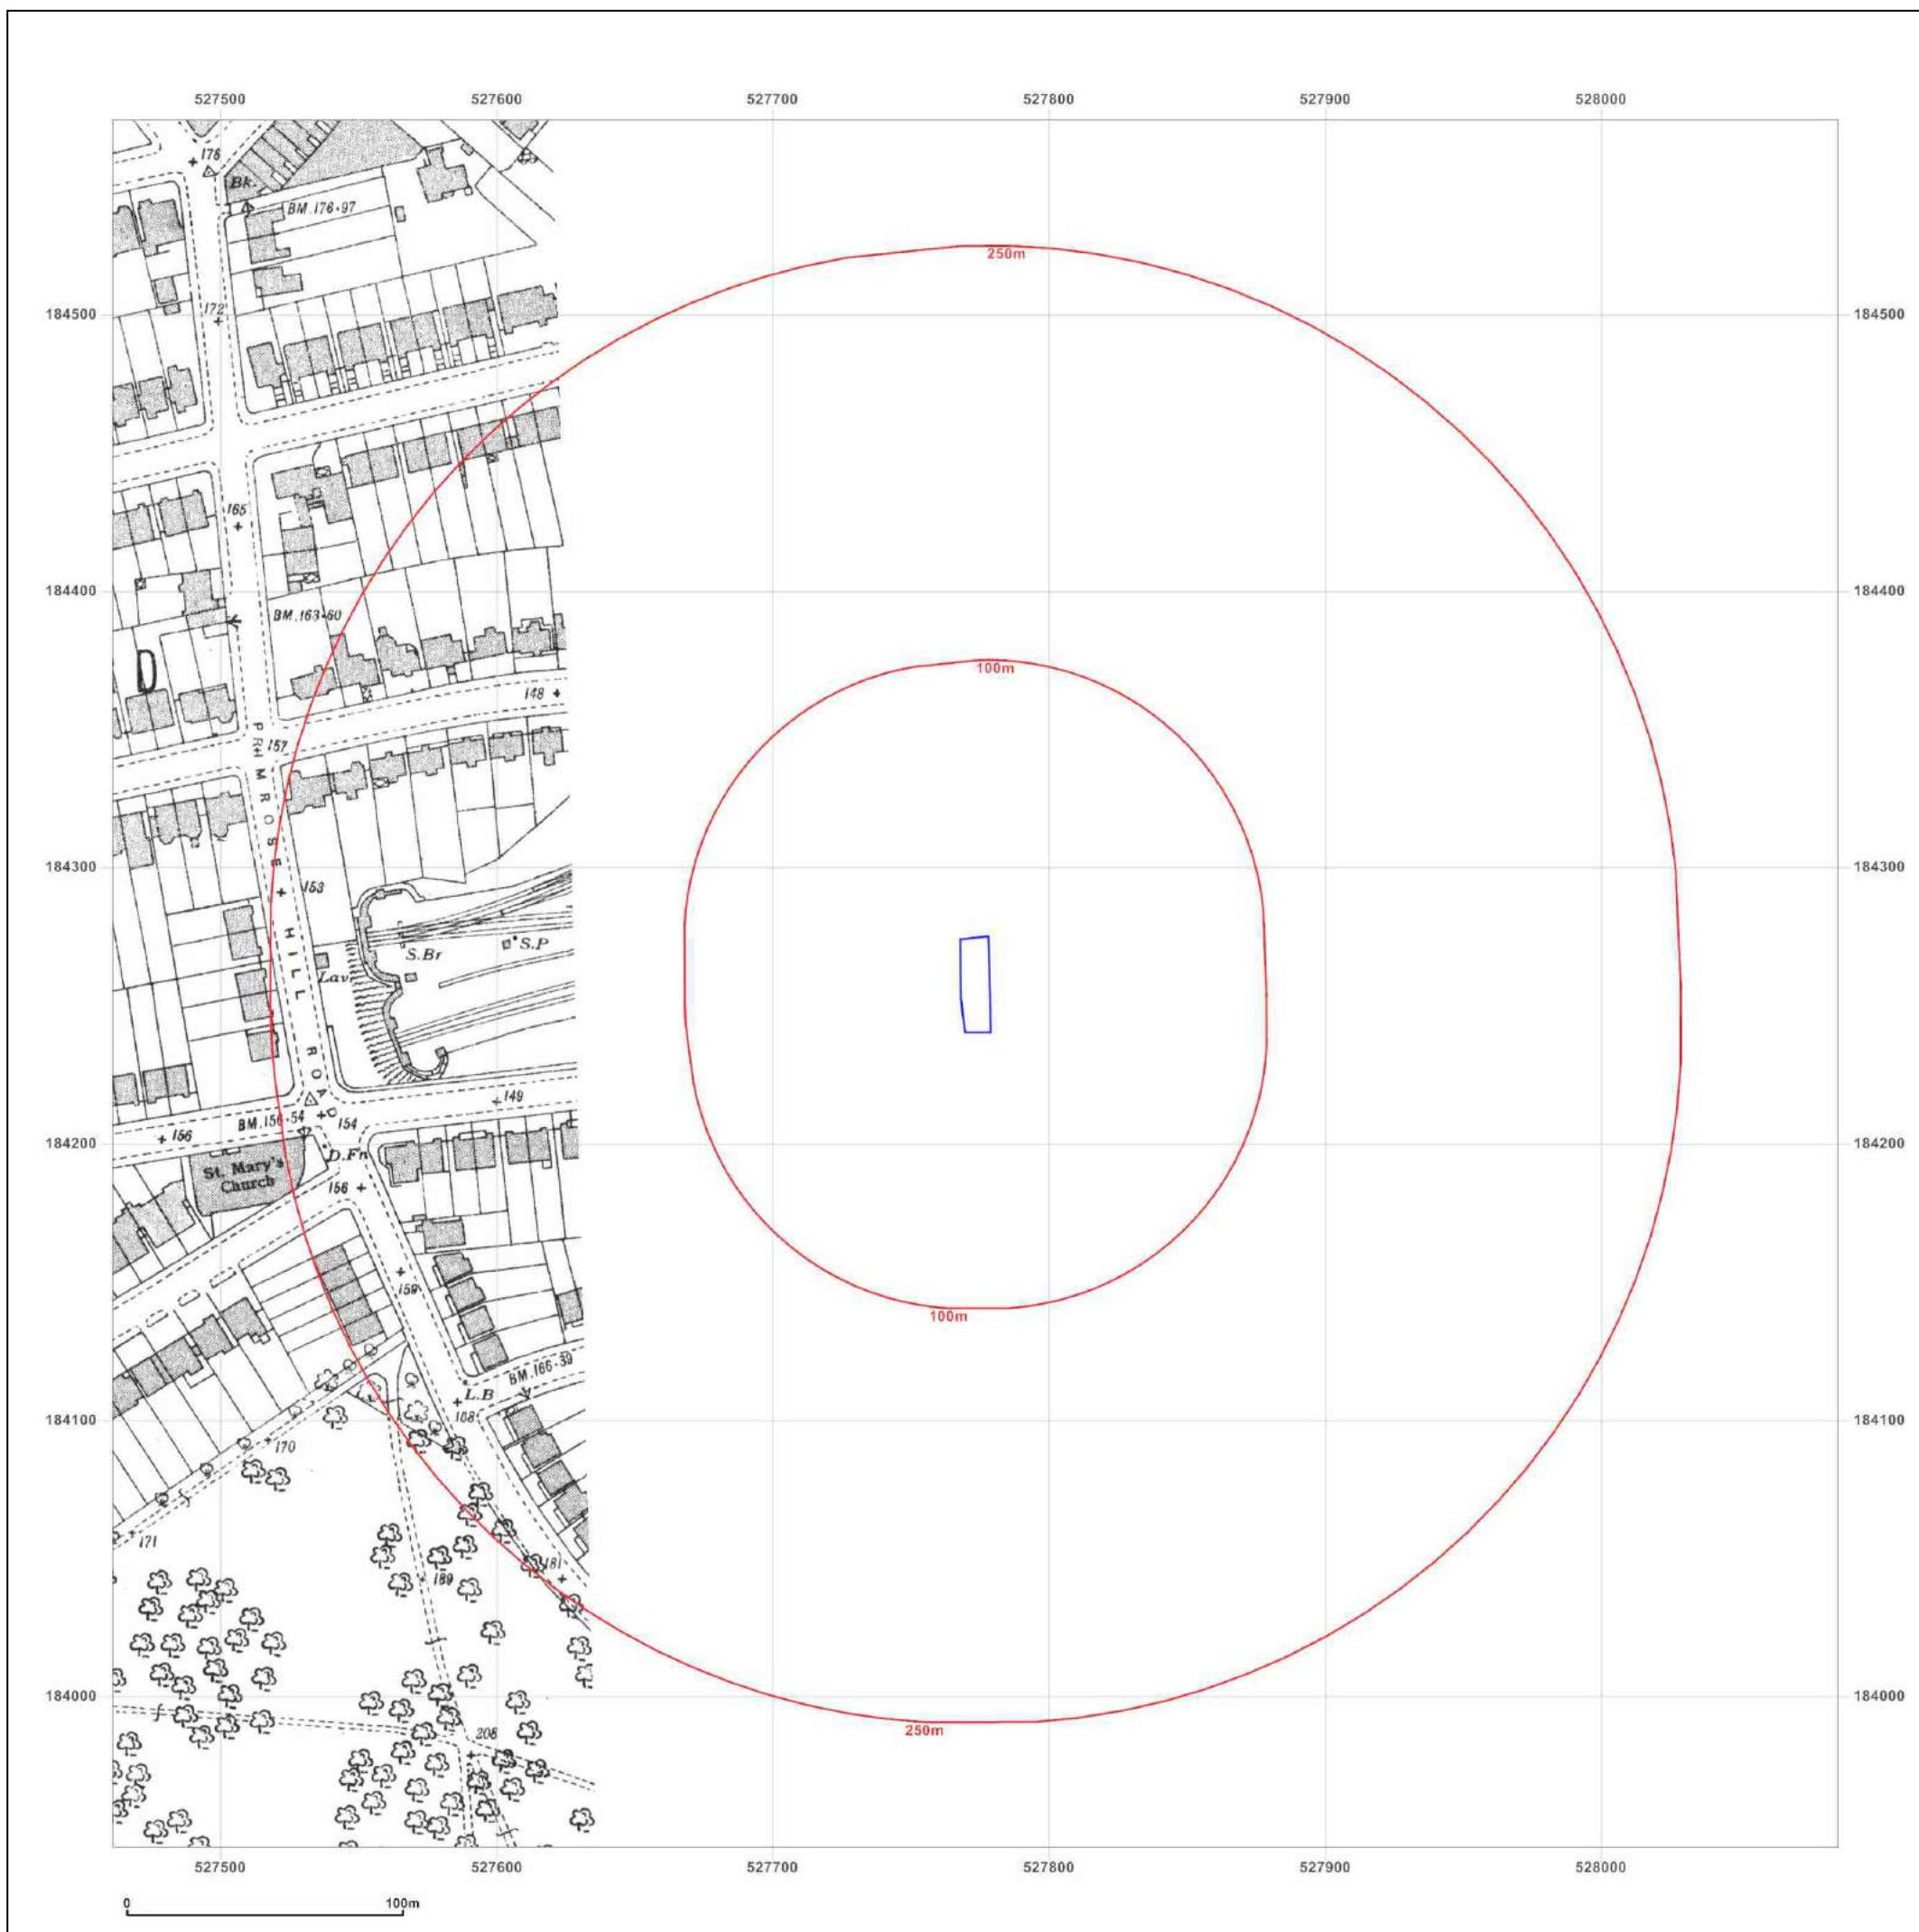 527500 527600 527700 527800 527900 528000
178
Bk.
BM.176·97
250m
172
184500 184500
165
184400 184400
BM.163·60
D
100m
148
157
PRIMROSE HILL ROAD
184300 184300
153
S.P
S.Br
Lav.
149
BM.156·54
154
156
184200 184200
D.Fn
St. Mary's
Church
156
159
100m
BM.166·39
L.B
168
184100 184100
170
171
181
189
184000 184000
250m
208
527500 527600 527700 527800 527900 528000
0 100m